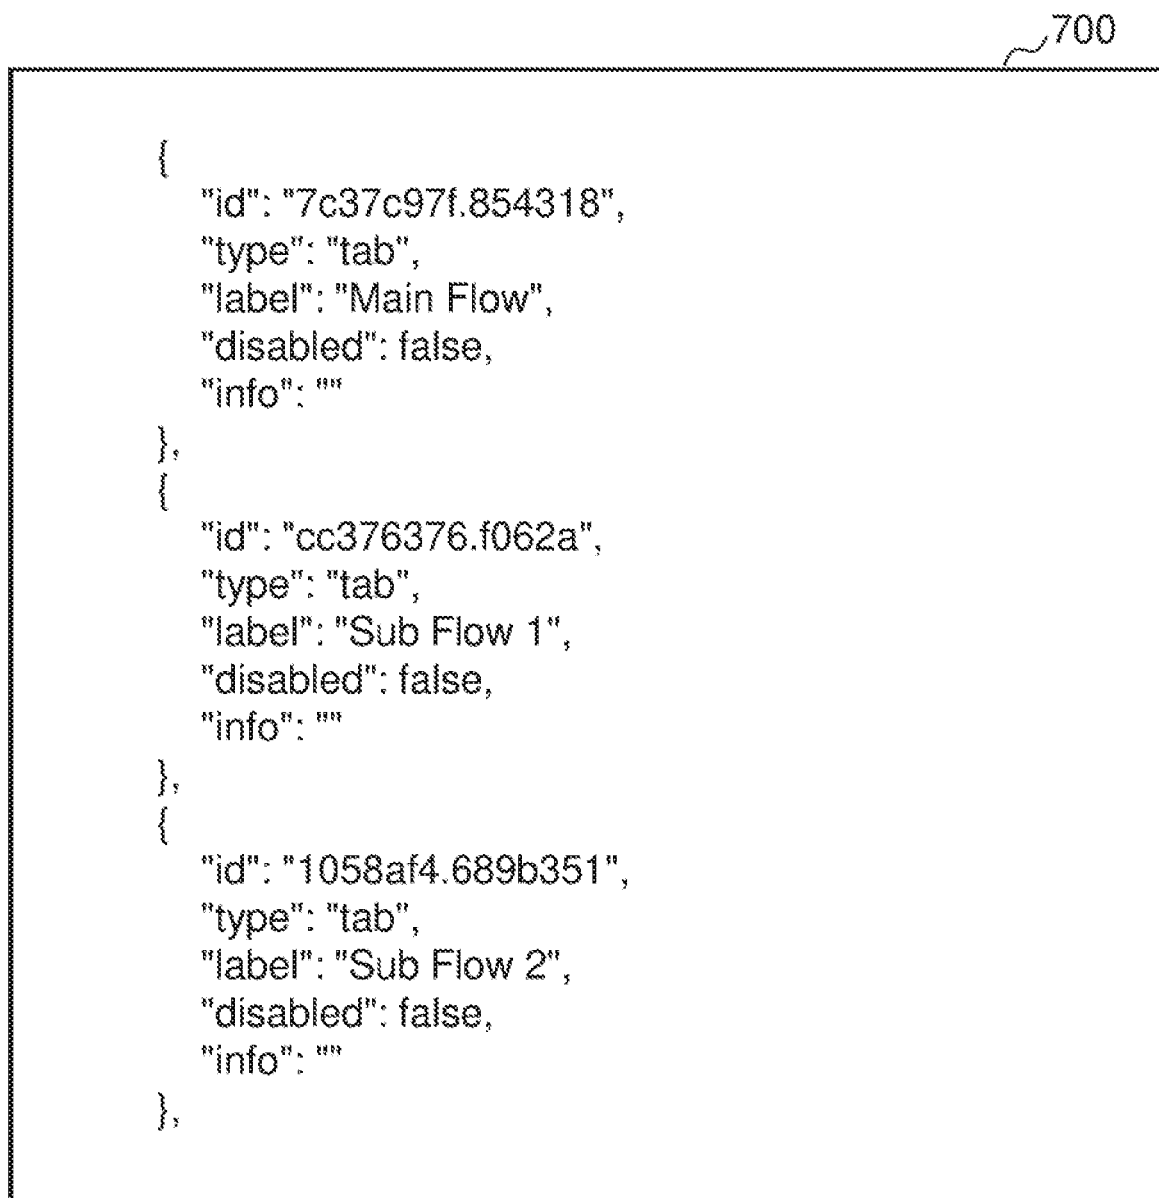 700
{
"id": "7c37c97f.854318",
"type": "tab",
"label": "Main Flow",
"disabled": false,
"info": ""
},
{
"id": "cc376376.f062a",
"type": "tab",
"label": "Sub Flow 1",
"disabled": false,
"info": ""
},
{
"id": "1058af4.689b351",
"type": "tab",
"label": "Sub Flow 2",
"disabled": false,
"info": ""
},